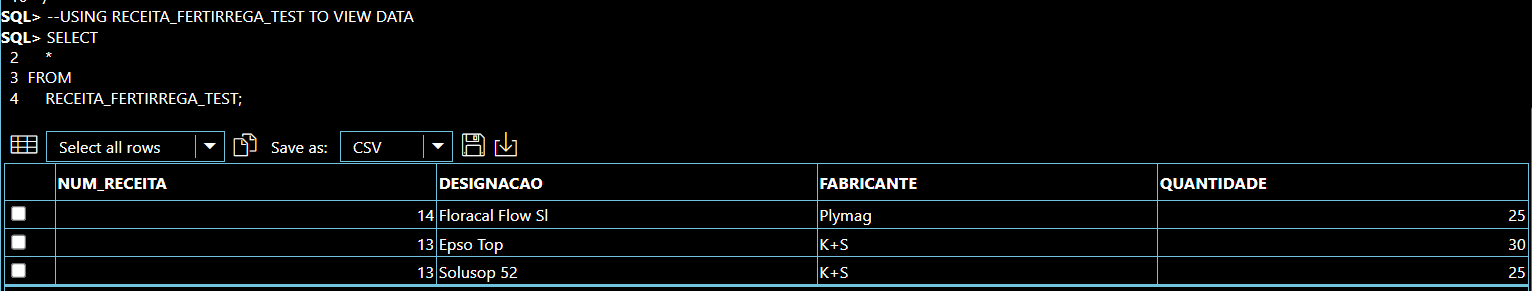 SQL> --USING RECEITA_FERTIRREGA_TEST TO VIEW DATA
SQL> SELECT
2 *
3 FROM
4 RECEITA_FERTIRREGA_TEST;
Select all rows Save as: CSV
NUM_RECEITA DESIGNACAO FABRICANTE QUANTIDADE
14 Floracal Flow Sl Plymag 25
13 Epso Top K+S 30
13 Solusop 52 K+S 25